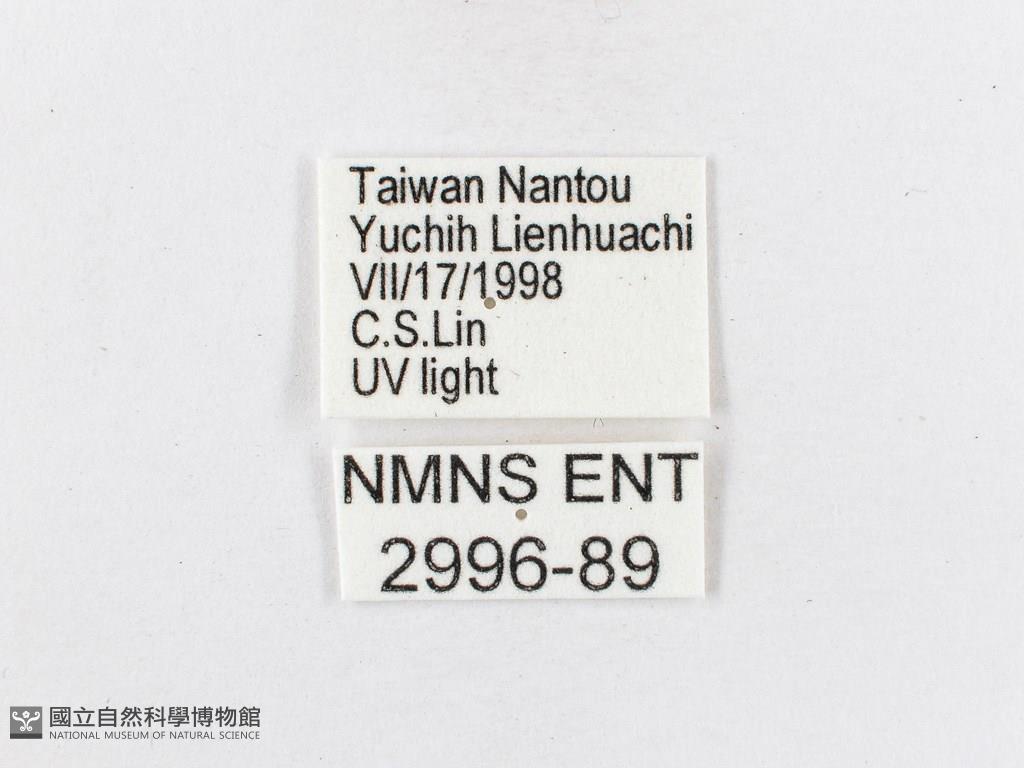 Taiwan Nantou
Yuchih Lienhuachi
VII/17/1998
C.S.Lin
UV light
NMNS ENT
2996-89
國立自然科學博物館
NATIONAL MUSEUM OF NATURAL SCIENCE